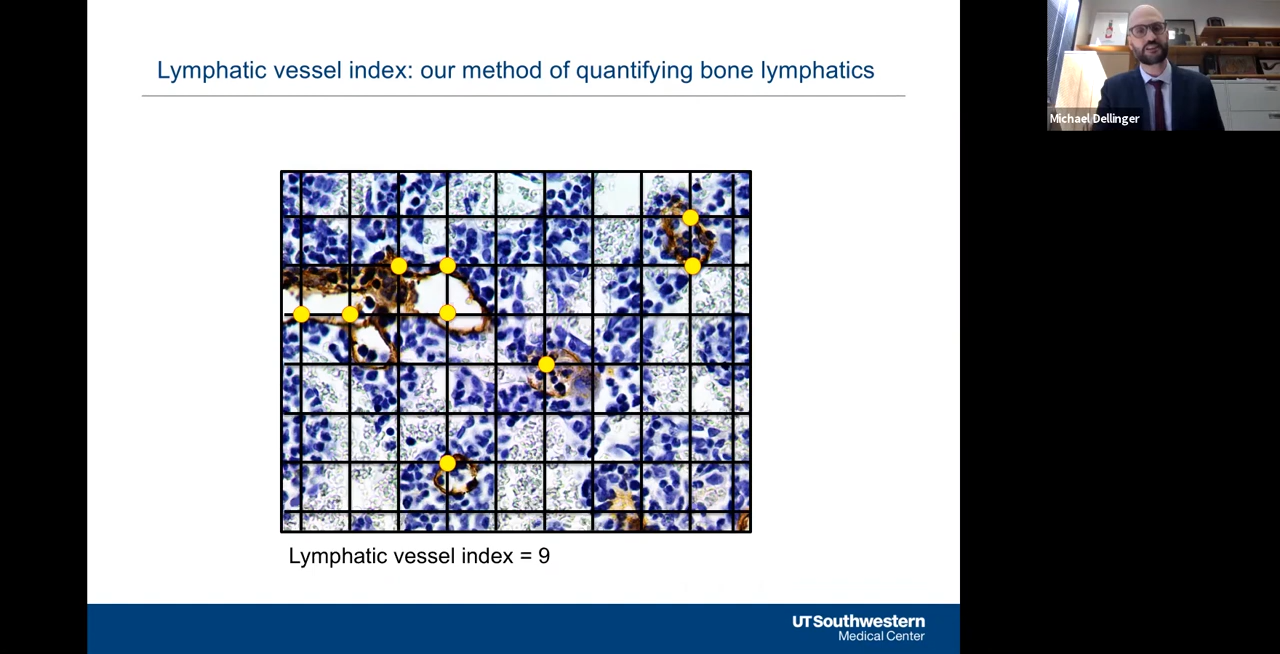 Lymphatic vessel index: our method of quantifying bone lymphatics
Michael Dellinger
Lymphatic vessel index = 9
UTSouthwestern
Medical Center